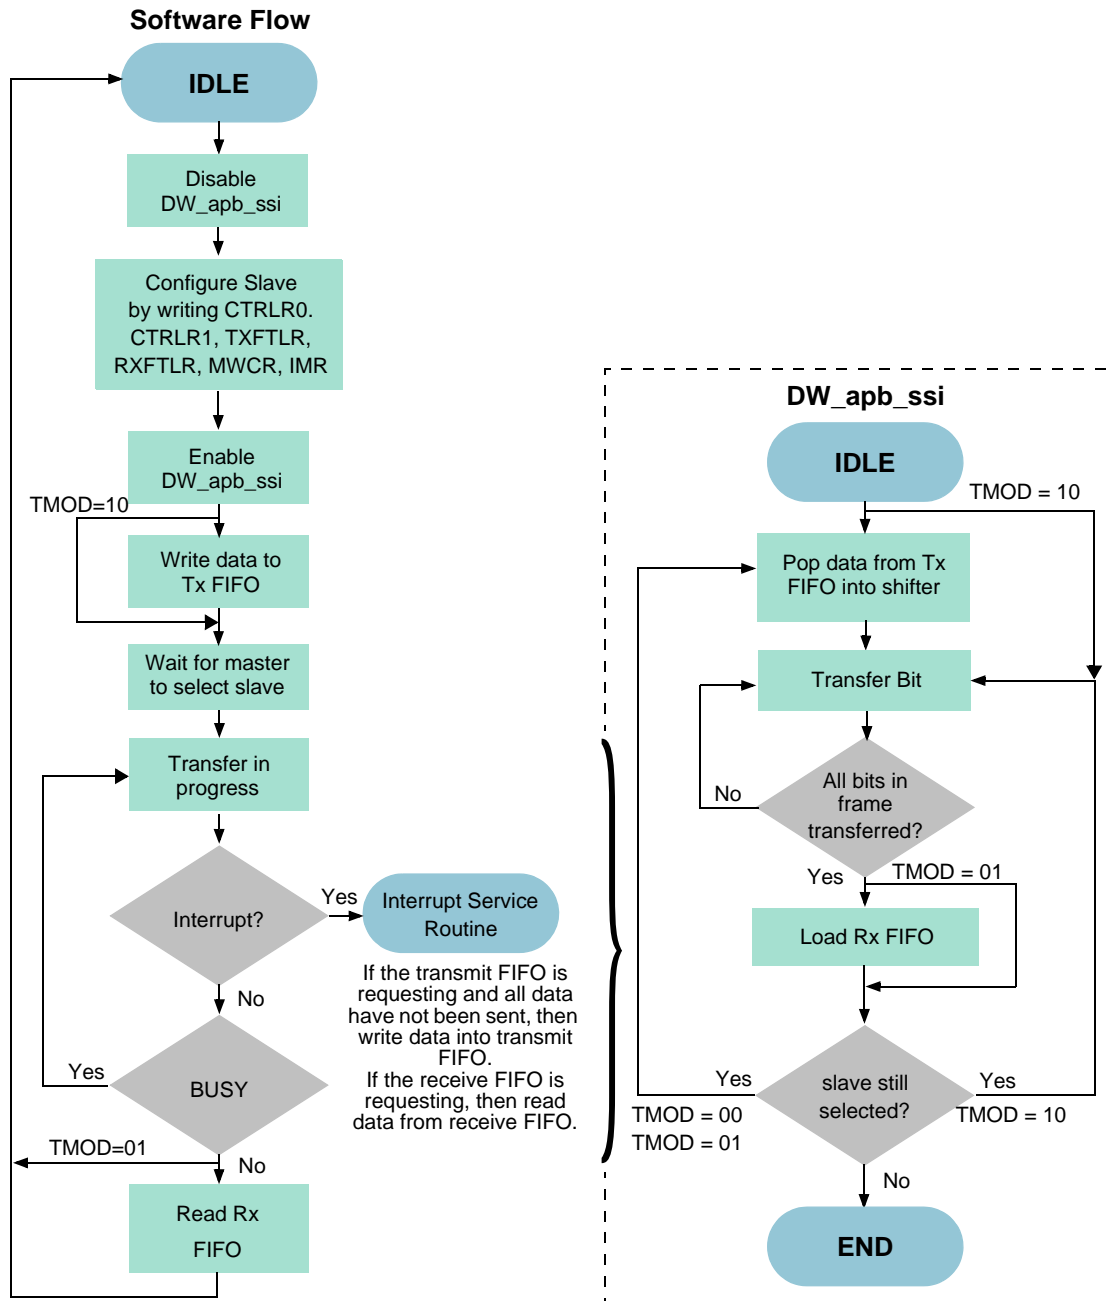 Software Flow
IDLE
Disable
DW_apb_ssi
Configure Slave
by writing CTRLR0.
CTRLR1, TXFTLR,
RXFTLR, MWCR, IMR
Enable
DW_apb_ssi
TMOD=10
Write data to
Tx FIFO
Wait for master
to select slave
Transfer in
progress
Interrupt?
Yes
Interrupt Service
Routine
If the transmit FIFO is
requesting and all data
have not been sent, then
write data into transmit
FIFO.
If the receive FIFO is
requesting, then read
data from receive FIFO.
No
Yes
BUSY
TMOD=01
No
Read Rx
FIFO
DW_apb_ssi
IDLE
TMOD = 10
Pop data from Tx
FIFO into shifter
Transfer Bit
All bits in
frame
transferred?
No
Yes
TMOD = 01
Load Rx FIFO
slave still
selected?
Yes
TMOD = 00
TMOD = 01
Yes
TMOD = 10
No
END